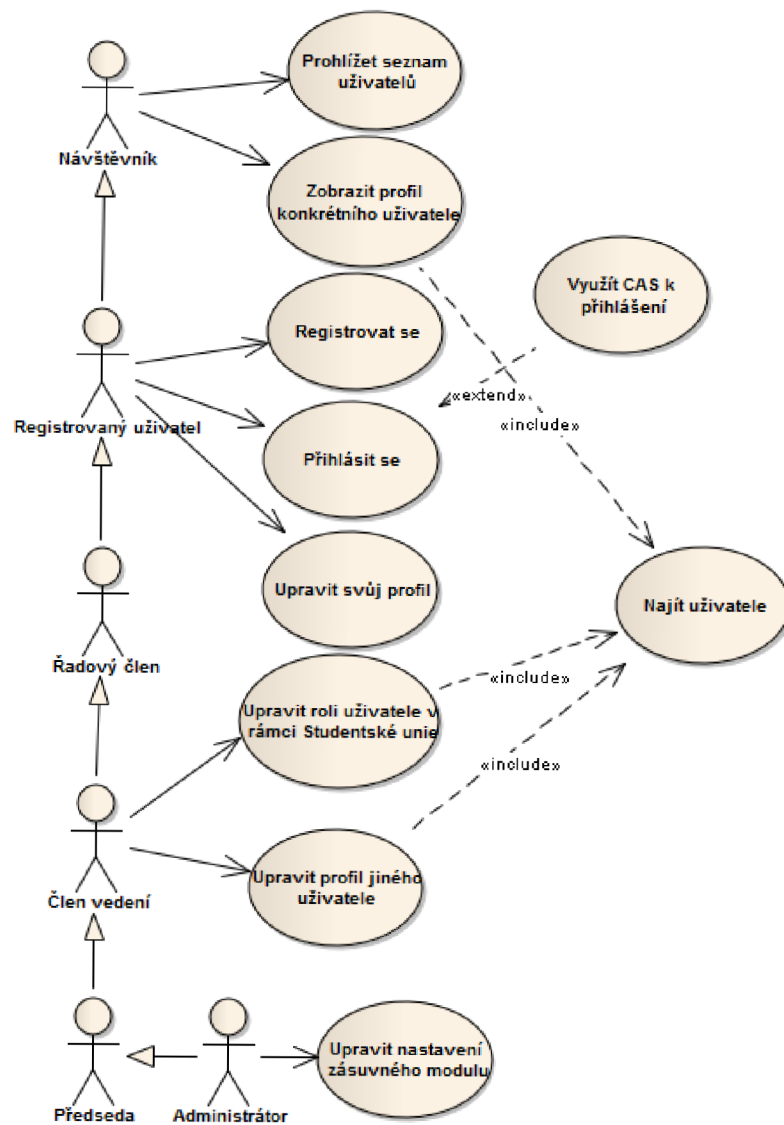 Prohlížet seznam
uživatelů
Návštěvník
Zobrazit profil
konkrétního uživatele
Využít CAS k
přihlášení
Registrovat se
«extend»
«include»
Registrovaný uživatel
Přihlásit se
Upravit svůj profil
Najít uživatele
Řadový člen
«include»
Upravit roli uživatele v
rámci Studentské unie
«include»
Upravit profil jiného
uživatele
Člen vedení
Upravit nastavení
zásuvného modulu
Předseda
Administrátor